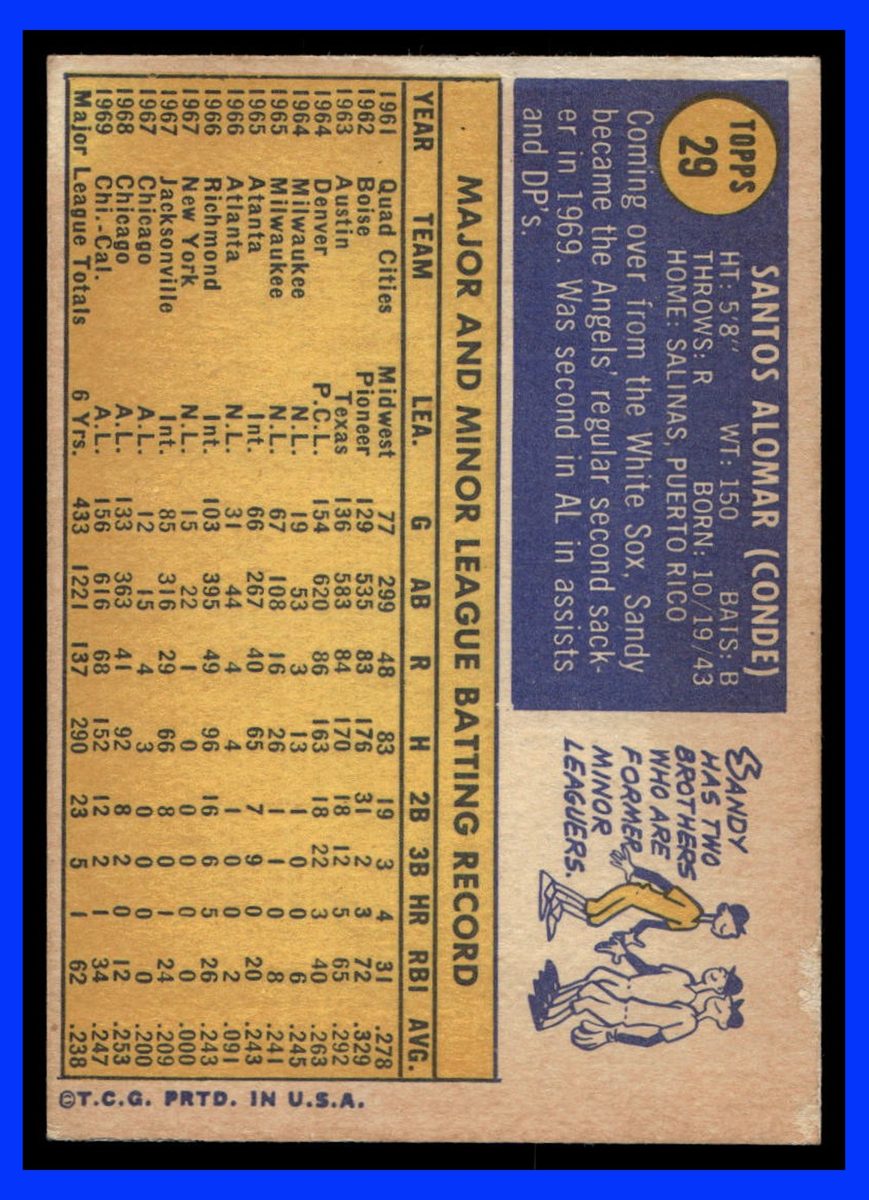 TOPPS
29
SANTOS ALOMAR (CONDE)
HT: 5'8" WT: 150 BATS: B
THROWS: R BORN: 10/19/43
HOME: SALINAS, PUERTO RICO
Coming over from the White Sox, Sandy
became the Angels' regular second sack-
er in 1969. Was second in AL in assists
and DP's.
SANDY
HAS TWO
BROTHERS
WHO ARE
FORMER
MINOR
LEAGUERS.
MAJOR AND MINOR LEAGUE BATTING RECORD
YEAR TEAM LEA. G AB R H 2B 3B HR RBI AVG.
1961 Quad Cities Midwest 77 299 48 83 19 3 4 31 .278
1962 Boise Pioneer 129 535 83 176 31 2 3 72 .329
1963 Austin Texas 136 583 84 170 18 12 5 65 .292
1964 Denver P.C.L. 154 620 86 163 18 22 3 40 .263
1964 Milwaukee N.L. 19 53 3 13 1 0 0 6 .245
1965 Milwaukee N.L. 67 108 16 26 1 1 0 8 .241
1965 Atanta Int. 66 267 40 65 7 9 0 20 .243
1966 Atlanta N.L. 31 44 4 4 1 0 0 2 .091
1966 Richmond Int. 103 395 49 96 16 6 5 26 .243
1967 New York N.L. 15 22 1 0 0 0 0 0 .000
1967 Jacksonville Int. 85 316 29 66 8 0 1 24 .209
1967 Chicago A.L. 12 15 4 3 0 0 0 0 .200
1968 Chicago A.L. 133 363 41 92 8 2 0 12 .253
1969 Chi.-Cal. A.L. 156 616 68 152 12 2 1 34 .247
Major League Totals 6 Yrs. 433 1221 137 290 23 5 1 62 .238
©T.C.G. PRTD. IN U.S.A.